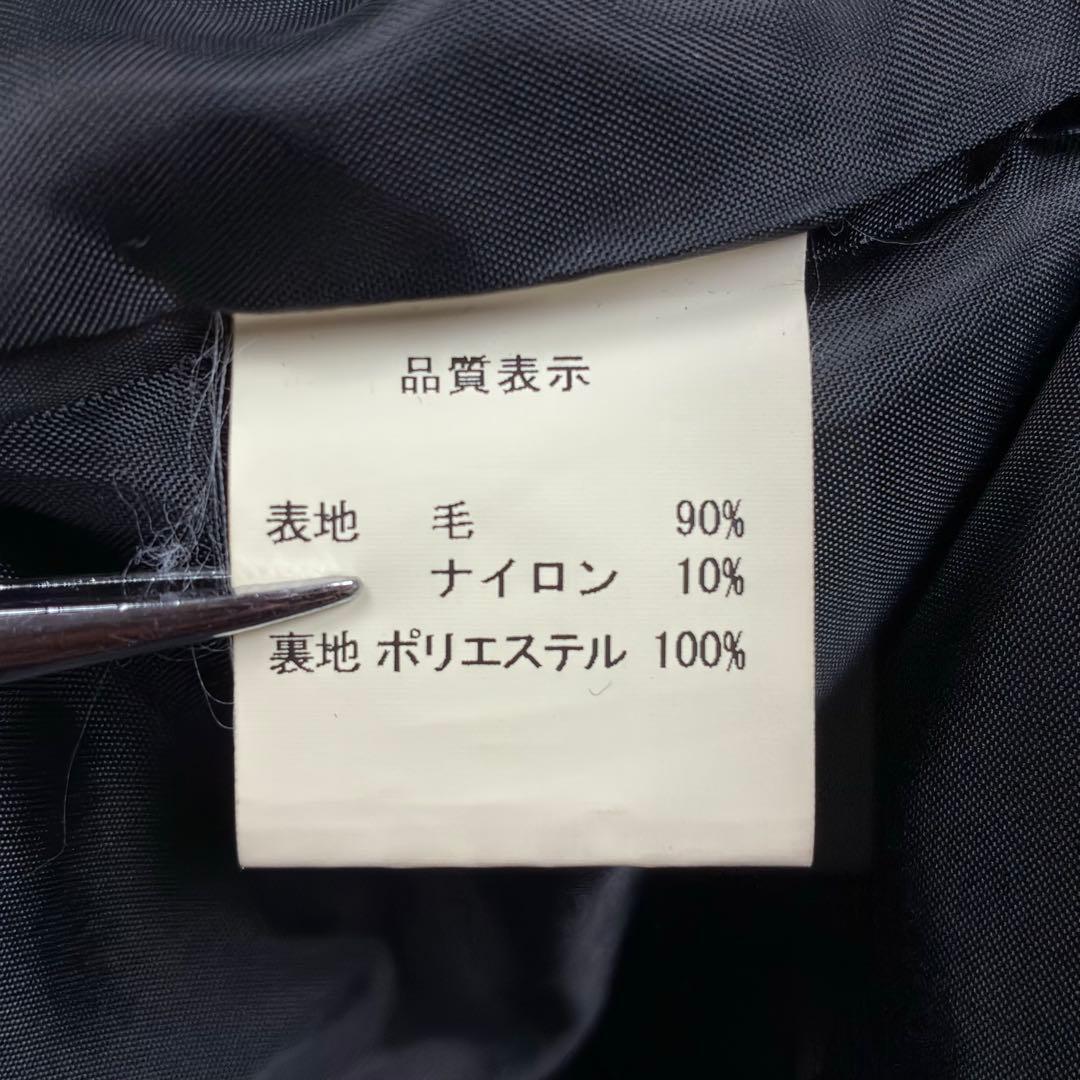 品質表示
表地 毛 90%
ナイロン 10%
裏地 ポリエステル 100%